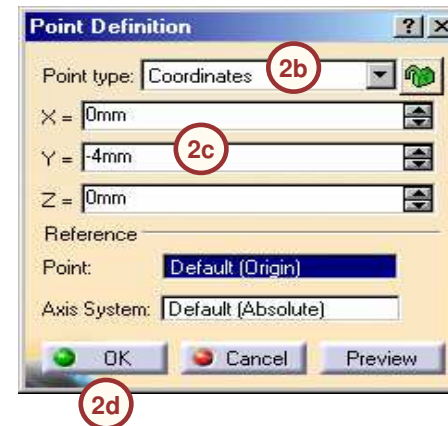 Point Definition ? X
Point type: Coordinates 2b
X = 0mm
Y = -4mm 2c
Z = 0mm
Reference
Point: Default (Origin)
Axis System: Default (Absolute)
OK Cancel Preview
2d